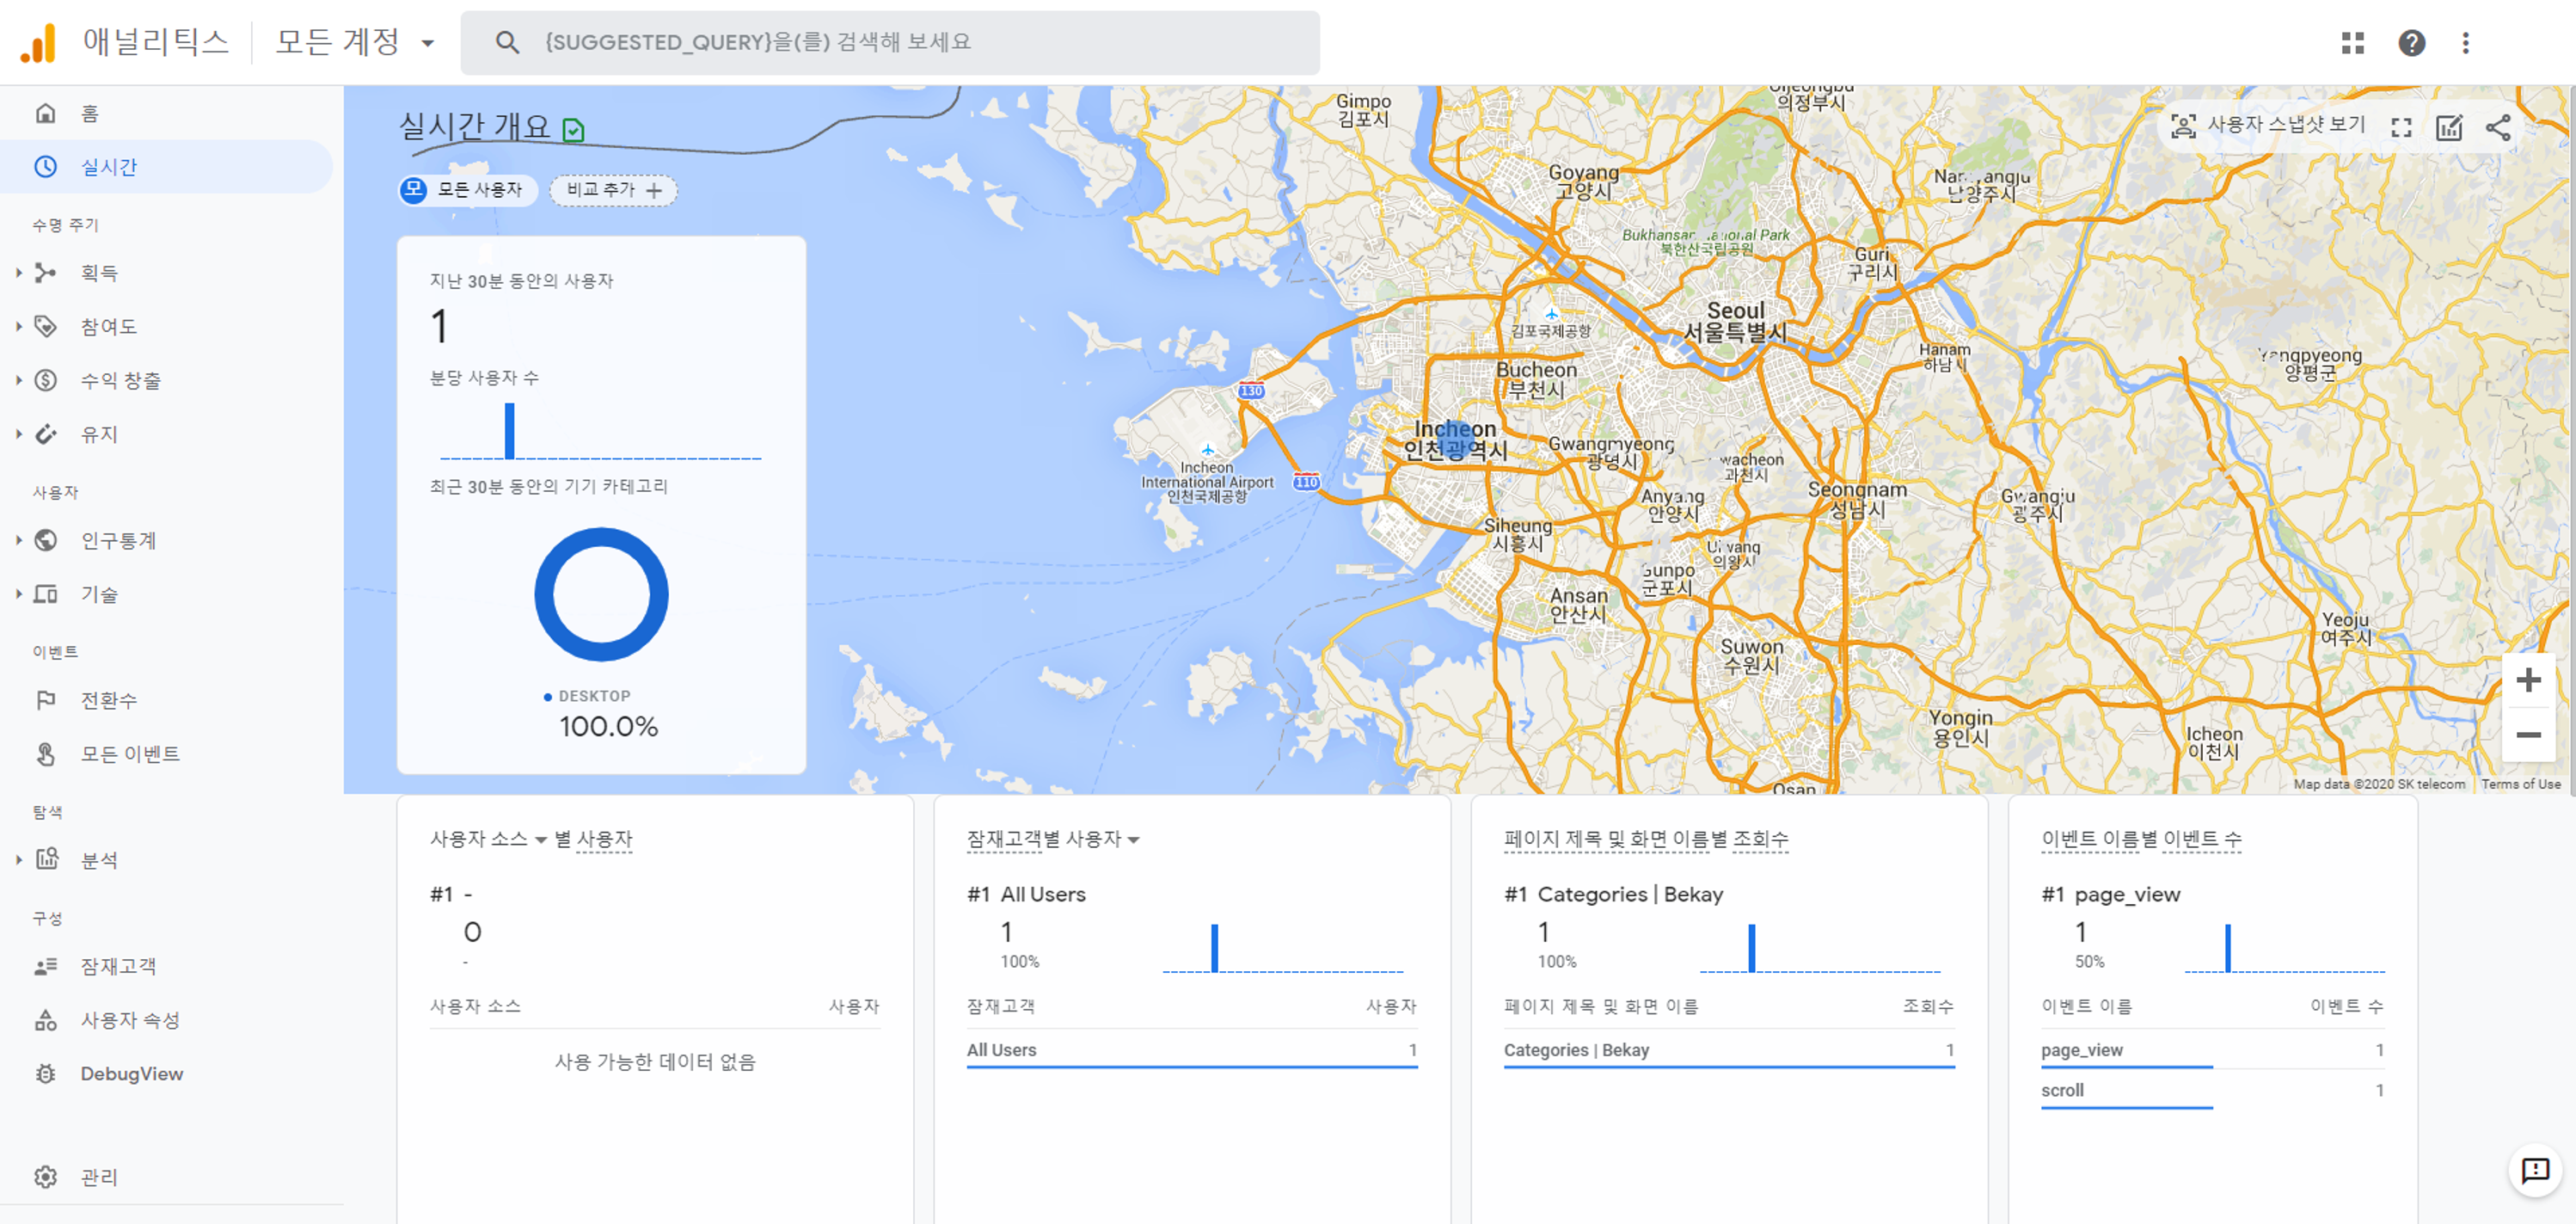 애널리틱스
모든 계정
{SUGGESTED_QUERY}을(를) 검색해 보세요
홈
실시간
수명 주기
획득
참여도
수익 창출
유지
사용자
인구통계
기술
이벤트
전환수
모든 이벤트
탐색
분석
구성
잠재고객
사용자 속성
DebugView
관리
실시간 개요
모 모든 사용자
비교 추가
사용자 스냅샷 보기
지난 30분 동안의 사용자
1
분당 사용자 수
최근 30분 동안의 기기 카테고리
DESKTOP
100.0%
Gimpo
김포시
의정부시
Goyang
고양시
남양주시
북한산국립공원
Guri
구리시
Seoul
서울특별시
김포국제공항
Hanam
하남시
양평군
Bucheon
부천시
130
Incheon
인천광역시
Gwangmyeong
광명시
과천시
Incheon
International Airport
인천국제공항
110
Anyang
안양시
Seongnam
성남시
Gwangju
광주시
Siheung
시흥시
의왕시
군포시
Ansan
안산시
Yeoju
여주시
Suwon
수원시
Yongin
용인시
Icheon
이천시
Osan
Map data ©2020 SK telecom
Terms of Use
사용자 소스 별 사용자
#1 -
0
-
사용자 소스 사용자
사용 가능한 데이터 없음
잠재고객별 사용자
#1 All Users
1
100%
잠재고객 사용자
All Users 1
페이지 제목 및 화면 이름별 조회수
#1 Categories | Bekay
1
100%
페이지 제목 및 화면 이름 조회수
Categories | Bekay 1
이벤트 이름별 이벤트 수
#1 page_view
1
50%
이벤트 이름 이벤트 수
page_view 1
scroll 1